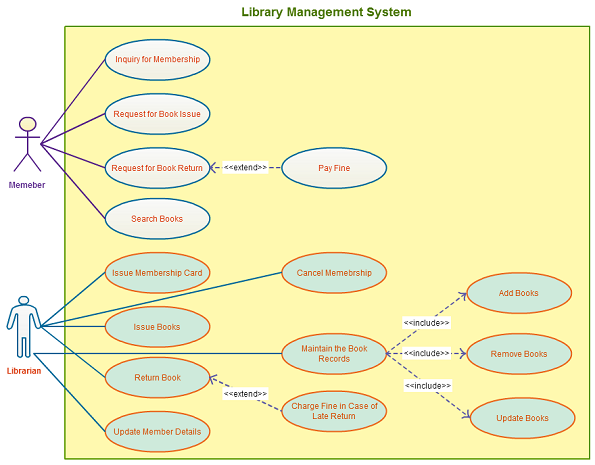 Library Management System
Inquiry for Membership
Request for Book Issue
Request for Book Return
<<extend>>
Pay Fine
Memeber
Search Books
Issue Membership Card
Cancel Memebrship
Add Books
Issue Books
<<include>>
Librarian
Maintain the Book
Records
<<include>>
Remove Books
Return Book
<<include>>
<<extend>>
Charge Fine in Case of
Late Return
Update Books
Update Member Details